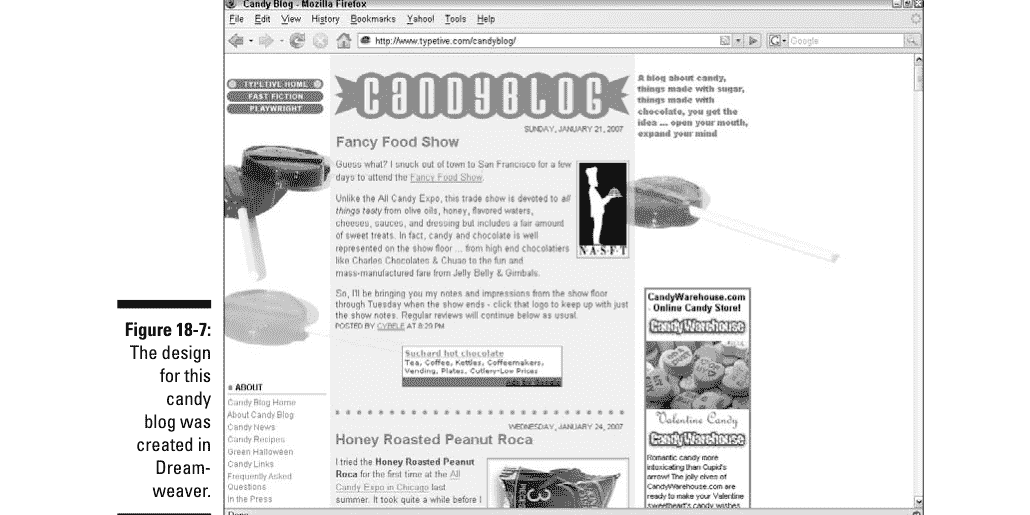 Candy Blog - Mozilla Firefox
File Edit View History Bookmarks Yahoo! Tools Help
http://www.typetive.com/candyblog/
Google
TYPETIVE HOME
FAST FICTION
PLAYWRIGHT
CANDYBLOG
A blog about candy,
things made with sugar,
things made with
chocolate, you get the
idea ... open your mouth,
expand your mind
SUNDAY, JANUARY 21, 2007
Fancy Food Show
Guess what? I snuck out of town to San Francisco for a few
days to attend the Fancy Food Show.
Unlike the All Candy Expo, this trade show is devoted to all
things tasty from olive oils, honey, flavored waters,
cheeses, sauces, and dressing but includes a fair amount
of sweet treats. In fact, candy and chocolate is well
represented on the show floor ... from high end chocolatiers
like Charles Chocolates & Chuao to the fun and
mass-manufactured fare from Jelly Belly & Gimbals.
N·A·S·F·T
So, I'll be bringing you my notes and impressions from the show floor
through Tuesday when the show ends - click that logo to keep up with just
the show notes. Regular reviews will continue below as usual.
POSTED BY CYBELE AT 8:29 PM
Suchard hot chocolate
Tea, Coffee, Kettles, Coffeemakers,
Vending, Plates, Cutlery-Low Prices
Ads by Google
WEDNESDAY, JANUARY 24, 2007
Honey Roasted Peanut Roca
I tried the Honey Roasted Peanut
Roca for the first time at the All
Candy Expo in Chicago last
summer. It took quite a while before I
ABOUT
Candy Blog Home
About Candy Blog
Candy News
Candy Recipes
Green Halloween
Candy Links
Frequently Asked
Questions
In the Press
CandyWarehouse.com
Online Candy Store!
CandyWarehouse
Valentine Candy
CandyWarehouse
Romantic candy more
intoxicating than Cupid's
arrow! The jolly elves of
CandyWarehouse.com are
ready to make your Valentine
sweetheart's candy wishes
Done
Figure 18-7:
The design
for this
candy
blog was
created in
Dream-
weaver.